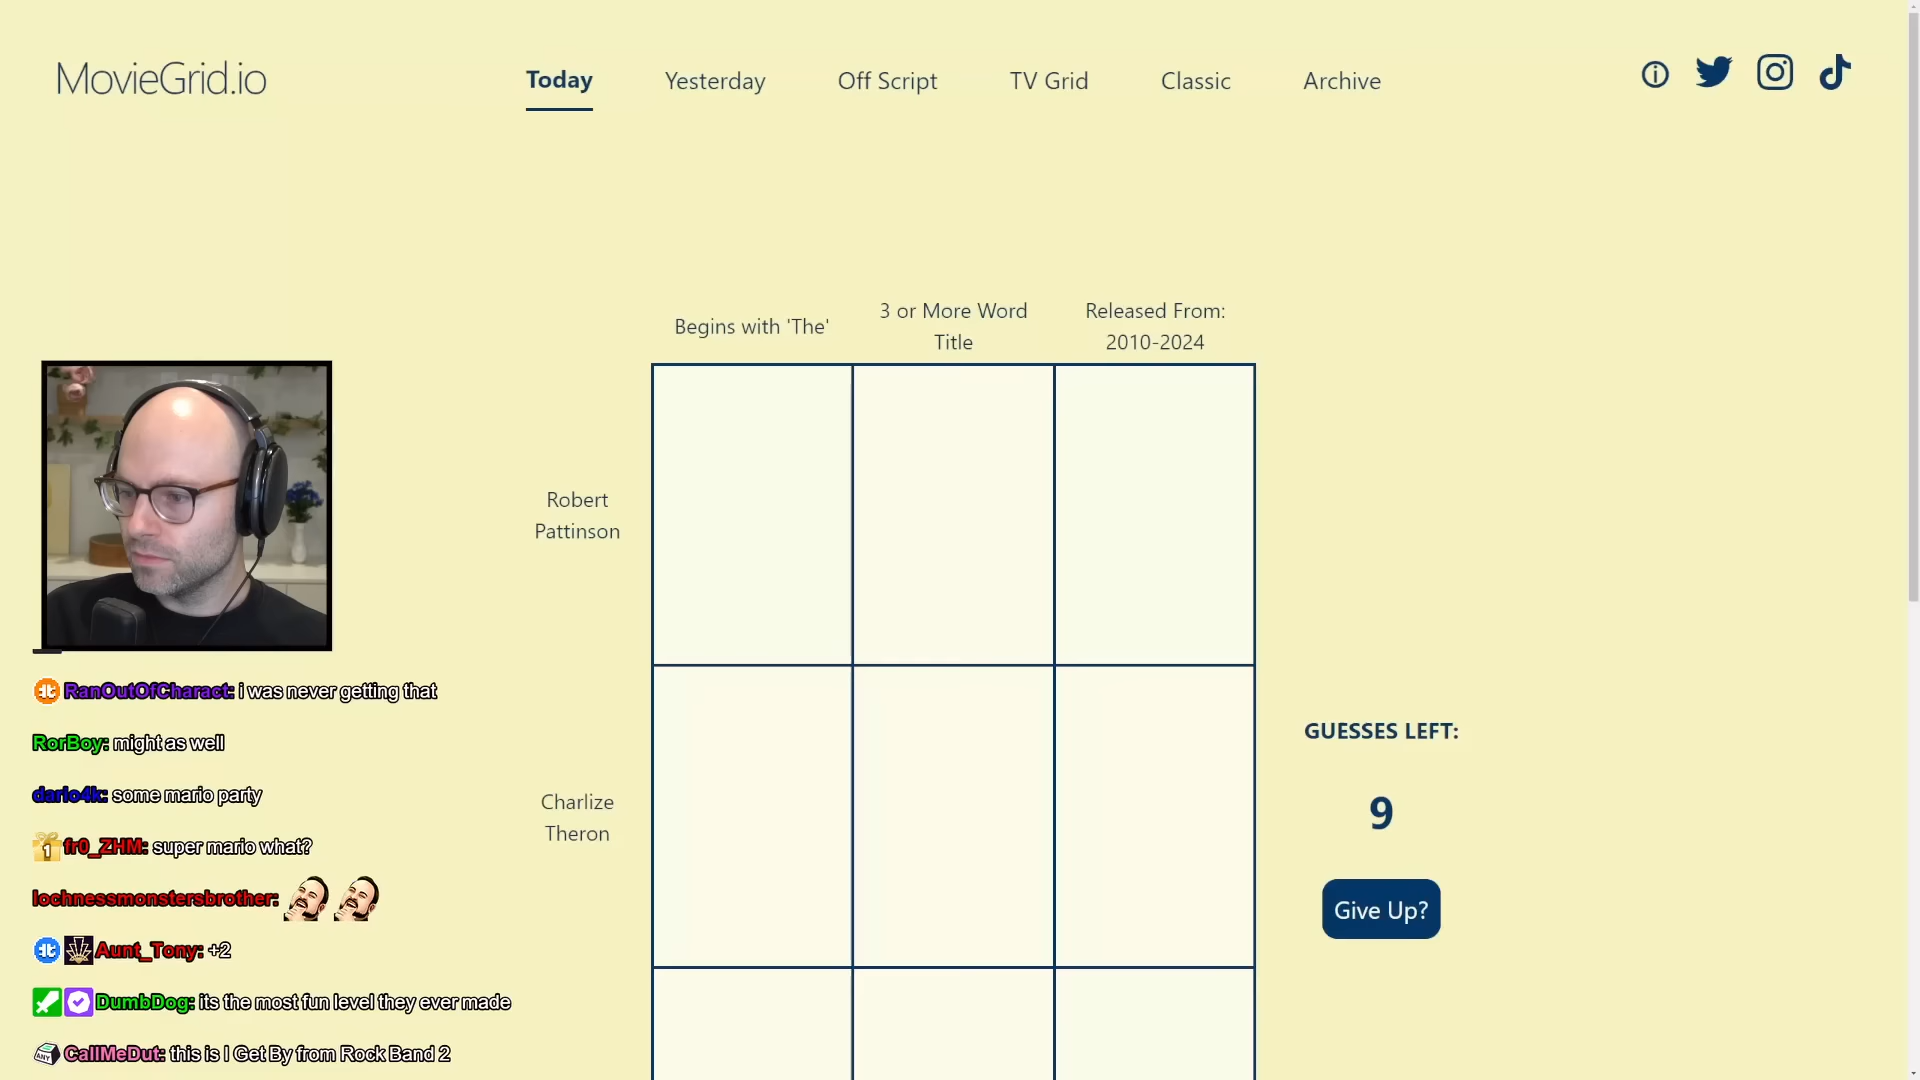 MovieGrid.io
Today
Yesterday
Off Script
TV Grid
Classic
Archive
Begins with 'The'
3 or More Word
Title
Released From:
2010-2024
Robert
Pattinson
Charlize
Theron
GUESSES LEFT:
9
Give Up?
RanOutOfCharact: i was never getting that
RorBoy: might as well
dario4k: some mario party
1 fr0_ZHM: super mario what?
lochnessmonstersbrother:
Aunt_Tony: +2
DumbDog: its the most fun level they ever made
ANY CallMeDut: this is I Get By from Rock Band 2